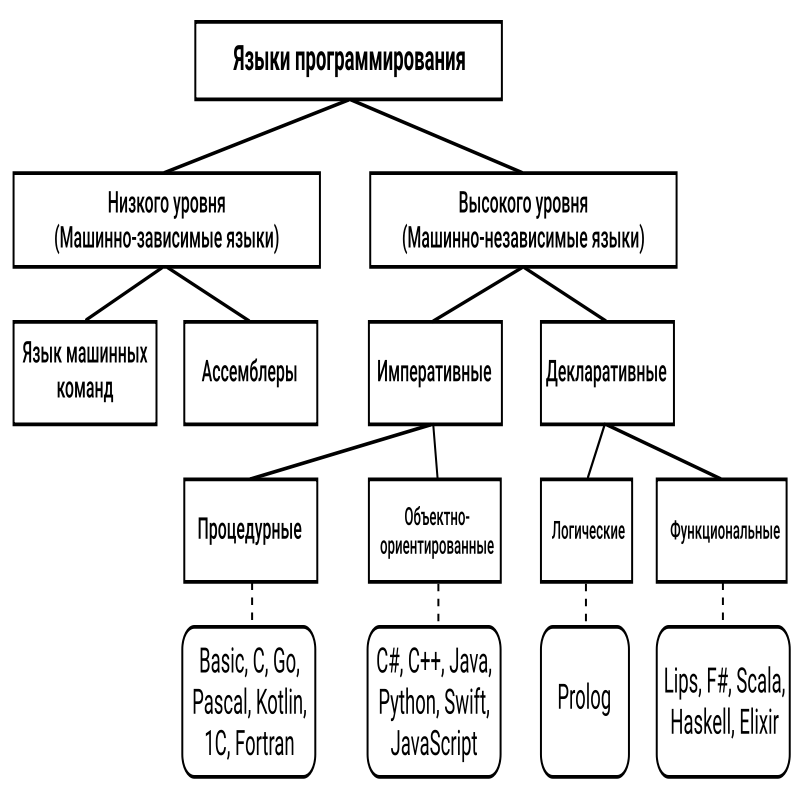 Языки программирования
Низкого уровня
(Машинно-зависимые языки)
Высокого уровня
(Машинно-независимые языки)
Язык машинных
команд
Ассемблеры
Императивные
Декларативные
Процедурные
Объектно-
ориентированные
Логические
Функциональные
Basic, C, Go,
Pascal, Kotlin,
1C, Fortran
C#, C++, Java,
Python, Swift,
JavaScript
Prolog
Lips, F#, Scala,
Haskell, Elixir